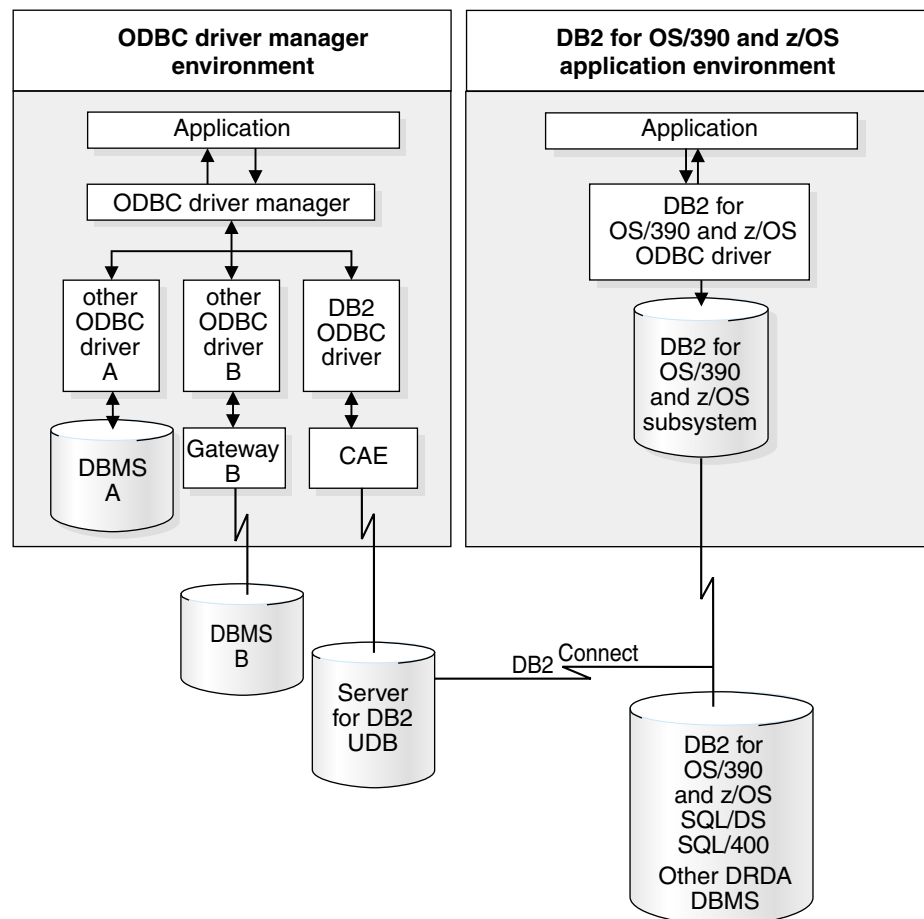 ODBC driver manager
environment
Application
ODBC driver manager
other
ODBC
driver
A
other
ODBC
driver
B
DB2
ODBC
driver
DBMS
A
Gateway
B
CAE
DBMS
B
Server
for DB2
UDB
DB2 Connect
DB2 for OS/390 and z/OS
application environment
Application
DB2 for
OS/390 and z/OS
ODBC driver
DB2 for
OS/390
and z/OS
subsystem
DB2 for
OS/390
and z/OS
SQL/DS
SQL/400
Other DRDA
DBMS